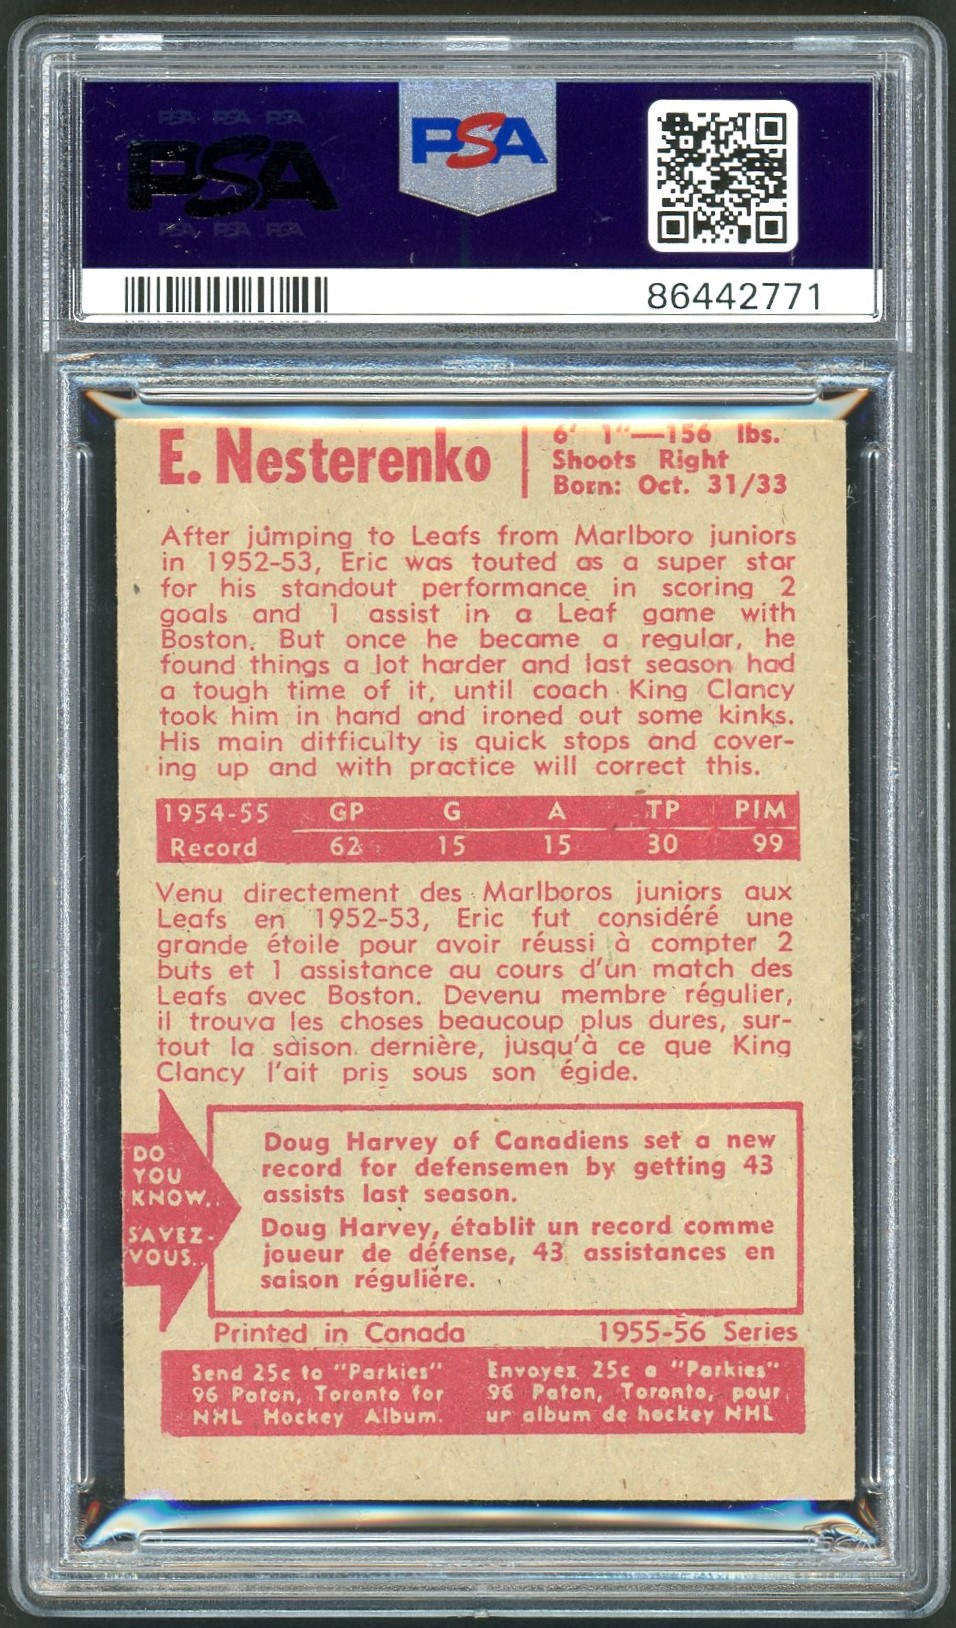 PSA PSA PSA
PSA
PSA PSA PSA
PSA
86442771
E. Nesterenko
6' 1"—156 lbs.
Shoots Right
Born: Oct. 31/33
After jumping to Leafs from Marlboro juniors
in 1952-53, Eric was touted as a super star
for his standout performance in scoring 2
goals and 1 assist in a Leaf game with
Boston. But once he became a regular, he
found things a lot harder and last season had
a tough time of it, until coach King Clancy
took him in hand and ironed out some kinks.
His main difficulty is quick stops and cover-
ing up and with practice will correct this.
1954-55 GP G A TP PIM
Record 62 15 15 30 99
Venu directement des Marlboros juniors aux
Leafs en 1952-53, Eric fut considéré une
grande étoile pour avoir réussi à compter 2
buts et 1 assistance au cours d'un match des
Leafs avec Boston. Devenu membre régulier,
il trouva les choses beaucoup plus dures, sur-
tout la saison dernière, jusqu'à ce que King
Clancy l'ait pris sous son égide.
DO
YOU
KNOW..
SAVEZ-
VOUS..
Doug Harvey of Canadiens set a new
record for defensemen by getting 43
assists last season.
Doug Harvey, établit un record comme
joueur de défense, 43 assistances en
saison régulière.
Printed in Canada 1955-56 Series
Send 25c to "Parkies"
96 Paton, Toronto for
NHL Hockey Album.
Envoyez 25c a "Parkies"
96 Paton, Toronto, pour
ur album de hockey NHL